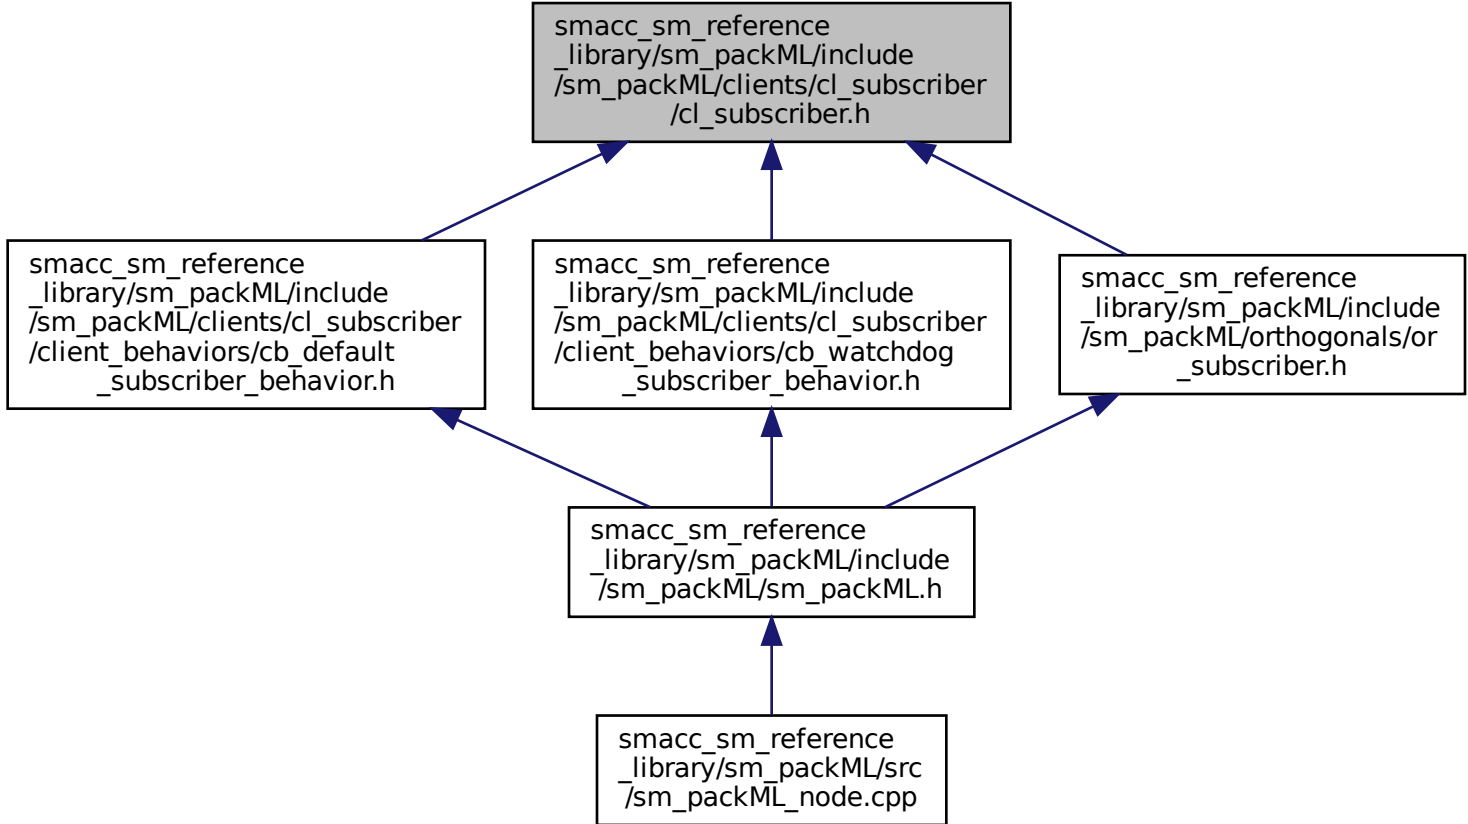 smacc_sm_reference
_library/sm_packML/include
/sm_packML/clients/cl_subscriber
/cl_subscriber.h
smacc_sm_reference
_library/sm_packML/include
/sm_packML/clients/cl_subscriber
/client_behaviors/cb_default
_subscriber_behavior.h
smacc_sm_reference
_library/sm_packML/include
/sm_packML/clients/cl_subscriber
/client_behaviors/cb_watchdog
_subscriber_behavior.h
smacc_sm_reference
_library/sm_packML/include
/sm_packML/orthogonals/or
_subscriber.h
smacc_sm_reference
_library/sm_packML/include
/sm_packML/sm_packML.h
smacc_sm_reference
_library/sm_packML/src
/sm_packML_node.cpp